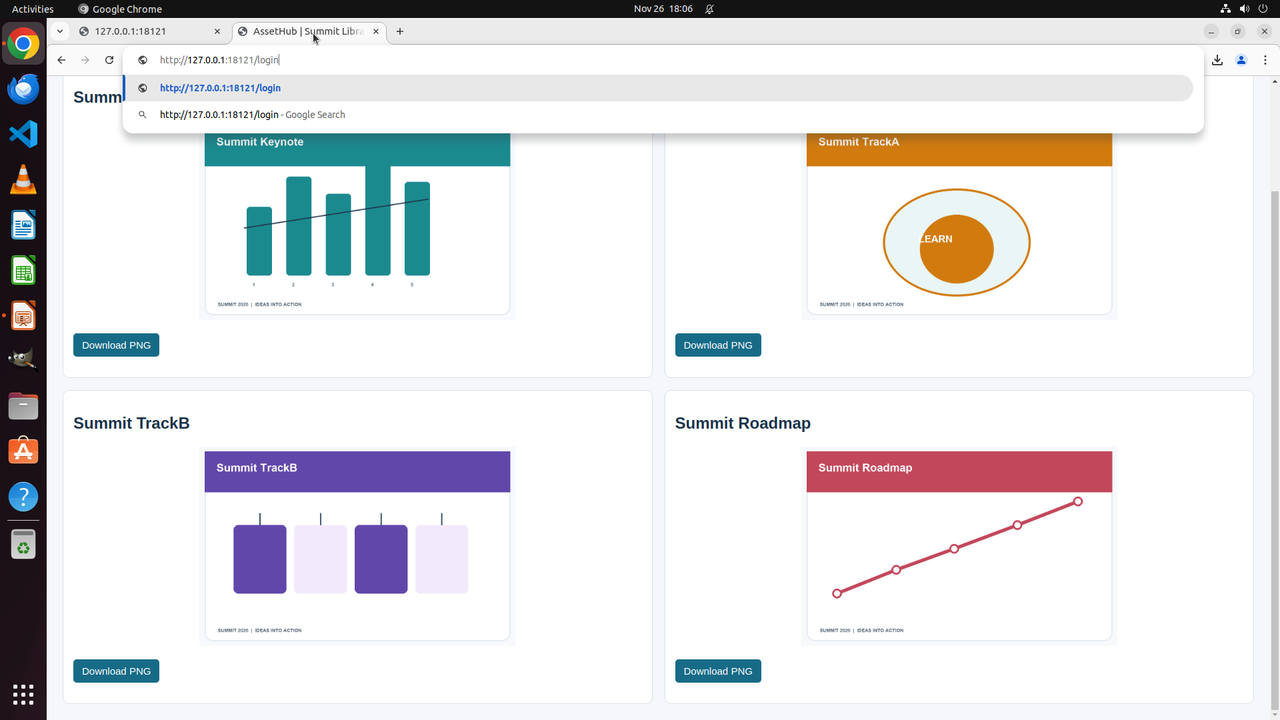 Activities
Google Chrome
Nov 26 18:06
127.0.0.1:18121
AssetHub | Summit Libra
http://127.0.0.1:18121/login
http://127.0.0.1:18121/login
http://127.0.0.1:18121/login - Google Search
Summ
Summit Keynote
1 2 3 4 5
SUMMIT 2026 | IDEAS INTO ACTION
Download PNG
Summit TrackA
LEARN
SUMMIT 2026 | IDEAS INTO ACTION
Download PNG
Summit TrackB
Summit TrackB
SUMMIT 2026 | IDEAS INTO ACTION
Download PNG
Summit Roadmap
Summit Roadmap
SUMMIT 2026 | IDEAS INTO ACTION
Download PNG